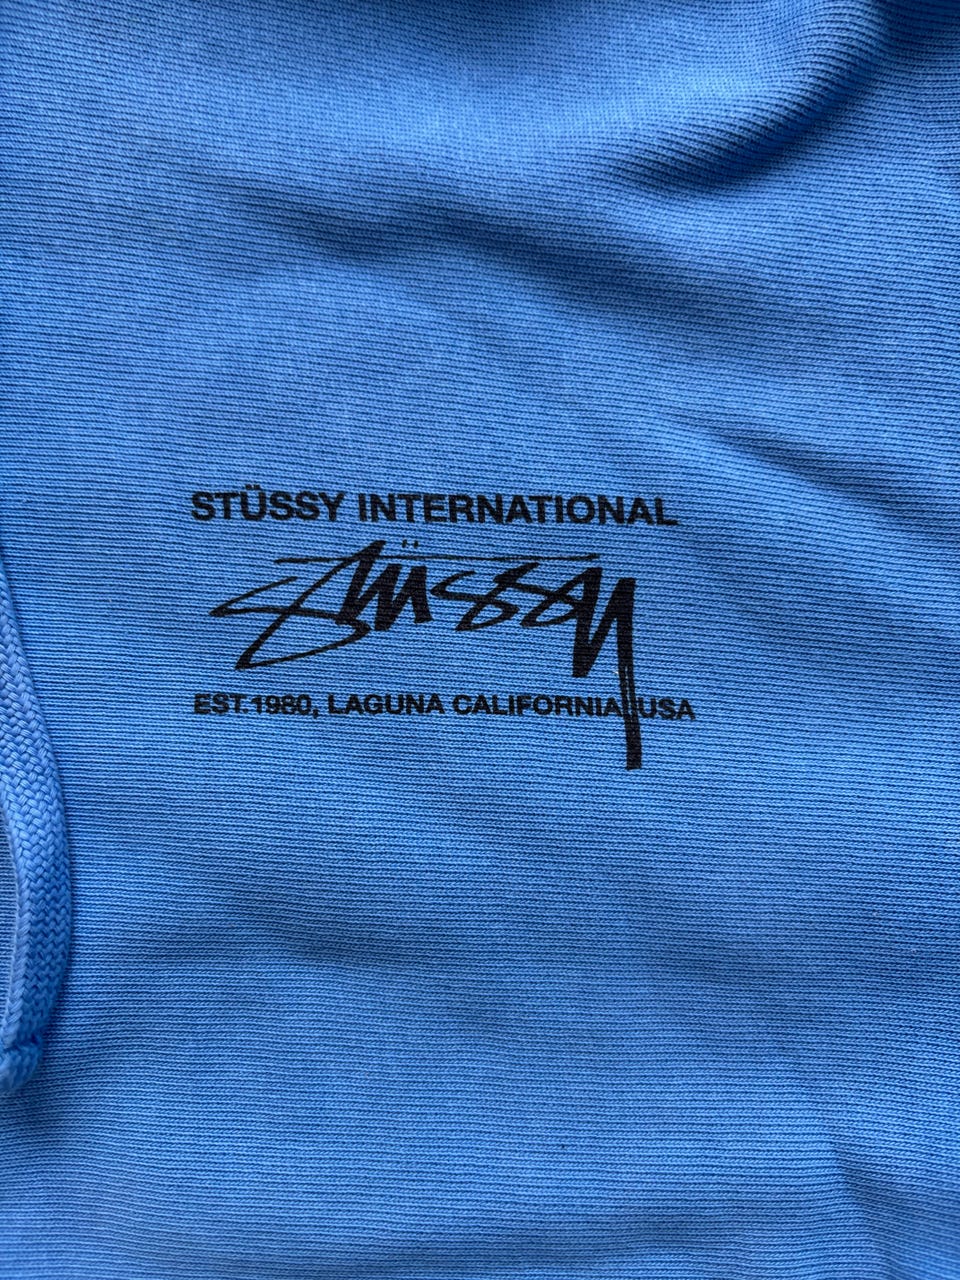 STÜSSY INTERNATIONAL
Stüssy
EST.1980, LAGUNA CALIFORNIA, USA